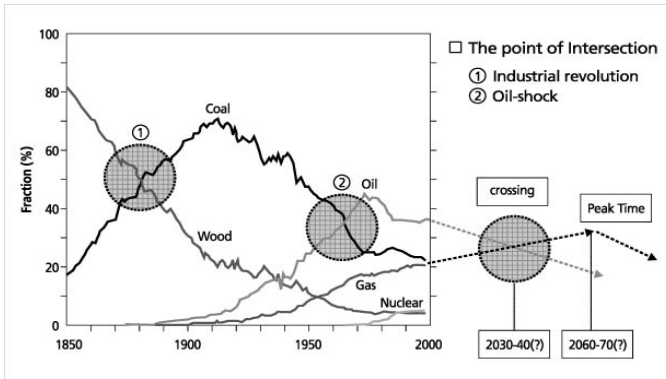 100
80
60
40
20
0
Fraction (%)
1850
1900
1950
2000
Coal
①
Wood
②
Oil
Gas
Nuclear
The point of Intersection
① Industrial revolution
② Oil-shock
crossing
Peak Time
2030-40(?)
2060-70(?)